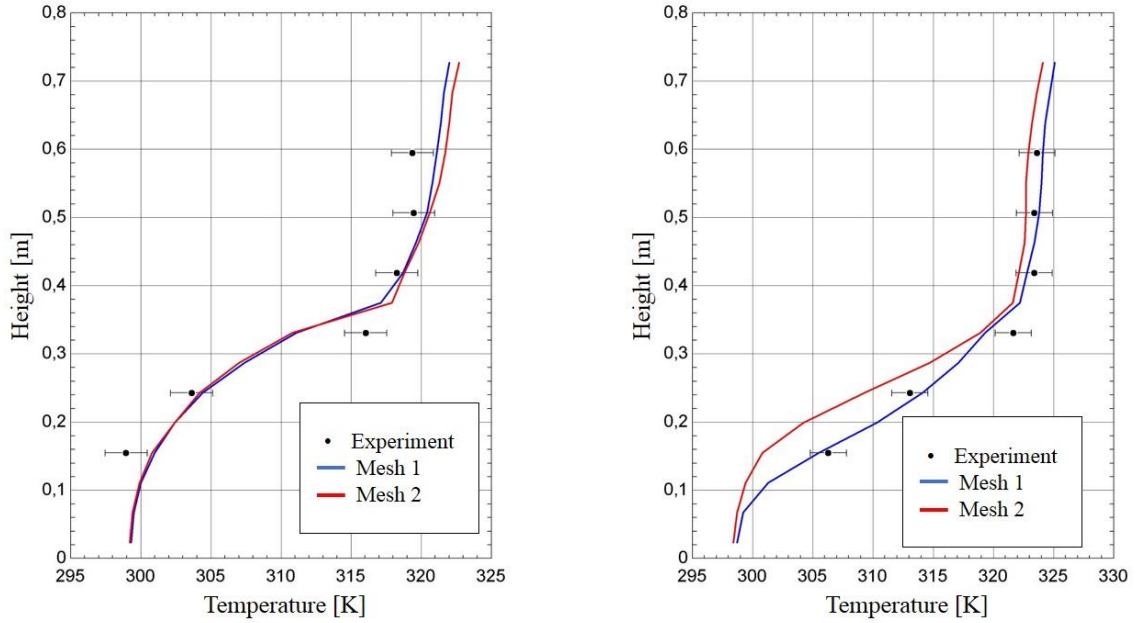 0,8
0,7
0,6
0,5
0,4
0,3
0,2
0,1
0
Height [m]
295 300 305 310 315 320 325
Temperature [K]
Experiment
Mesh 1
Mesh 2
0,8
0,7
0,6
0,5
0,4
0,3
0,2
0,1
0
Height [m]
295 300 305 310 315 320 325 330
Temperature [K]
Experiment
Mesh 1
Mesh 2